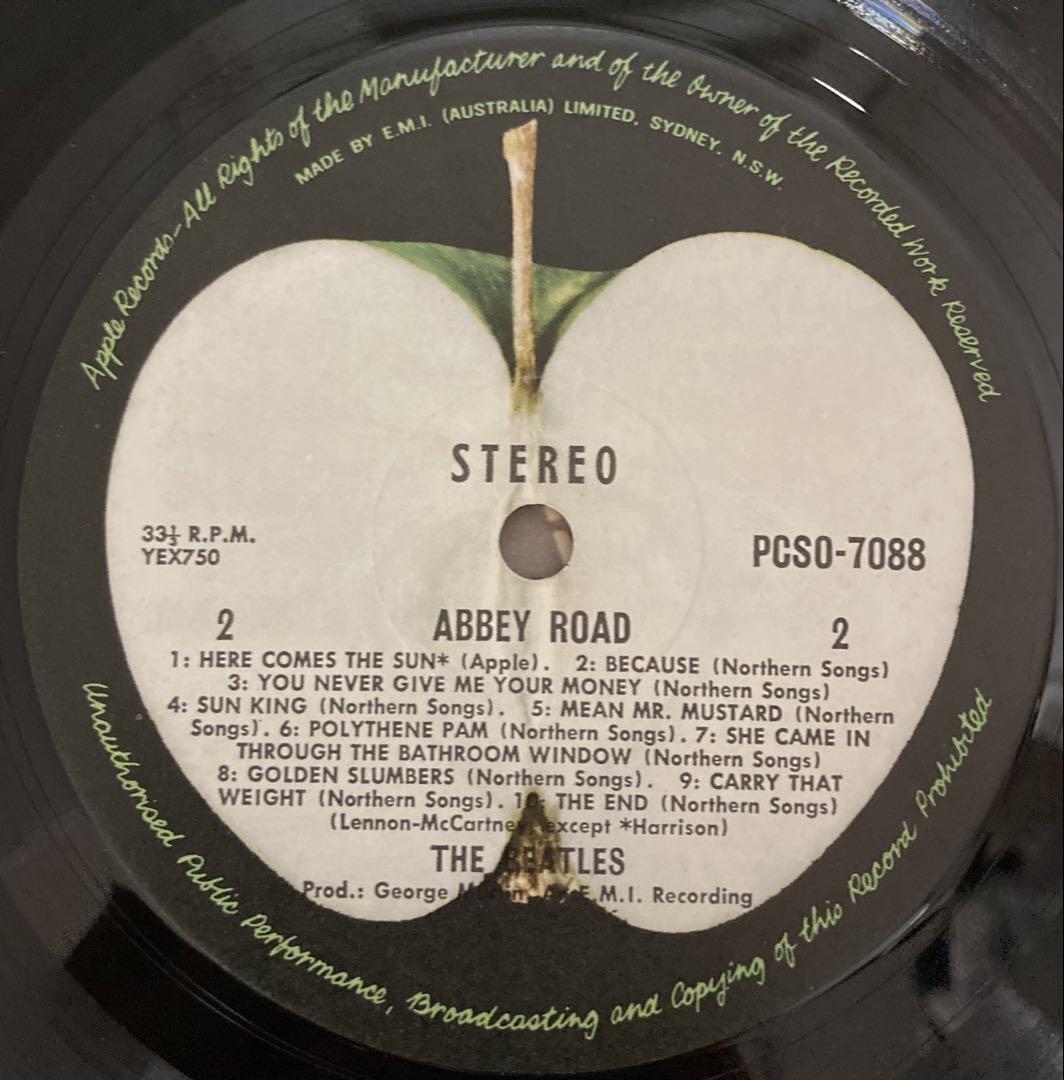 Apple Records—All Rights of the Manufacturer and of the Owner of the Recorded Work Reserved
MADE BY E.M.I. (AUSTRALIA) LIMITED, SYDNEY, N.S.W.
STEREO
33⅓ R.P.M.
YEX750
PCSO-7088
2 ABBEY ROAD 2
1: HERE COMES THE SUN* (Apple). 2: BECAUSE (Northern Songs)
3: YOU NEVER GIVE ME YOUR MONEY (Northern Songs)
4: SUN KING (Northern Songs). 5: MEAN MR. MUSTARD (Northern
Songs). 6: POLYTHENE PAM (Northern Songs). 7: SHE CAME IN
THROUGH THE BATHROOM WINDOW (Northern Songs)
8: GOLDEN SLUMBERS (Northern Songs). 9: CARRY THAT
WEIGHT (Northern Songs). 10: THE END (Northern Songs)
(Lennon-McCartney except *Harrison)
THE BEATLES
Prod.: George E.M.I. Recording
Unauthorised Public Performance, Broadcasting and Copying of this Record Prohibited